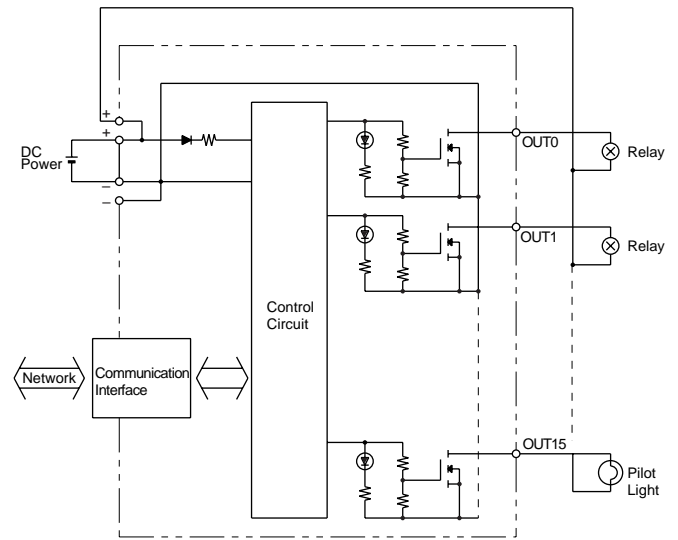 +
+
DC
Power
−
−
OUT0
Relay
OUT1
Relay
Control
Circuit
Network
Communication
Interface
OUT15
Pilot
Light